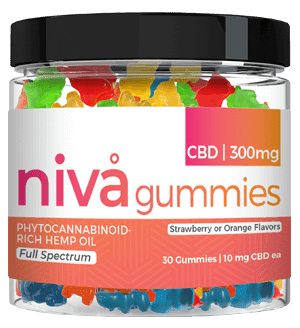 CBD | 300mg
nivå gummies
PHYTOCANNABINOID-
RICH HEMP OIL
Strawberry or Orange Flavors
Full Spectrum
30 Gummies | 10 mg CBD ea